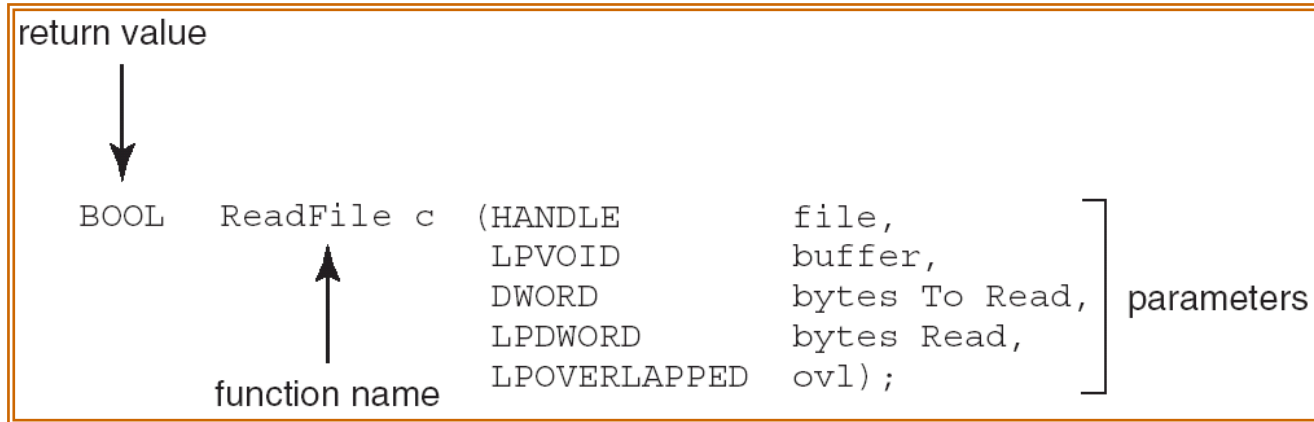 return value
BOOL ReadFile c (HANDLE file,
LPVOID buffer,
DWORD bytes To Read,
LPDWORD bytes Read,
LPOVERLAPPED ovl);
parameters
function name